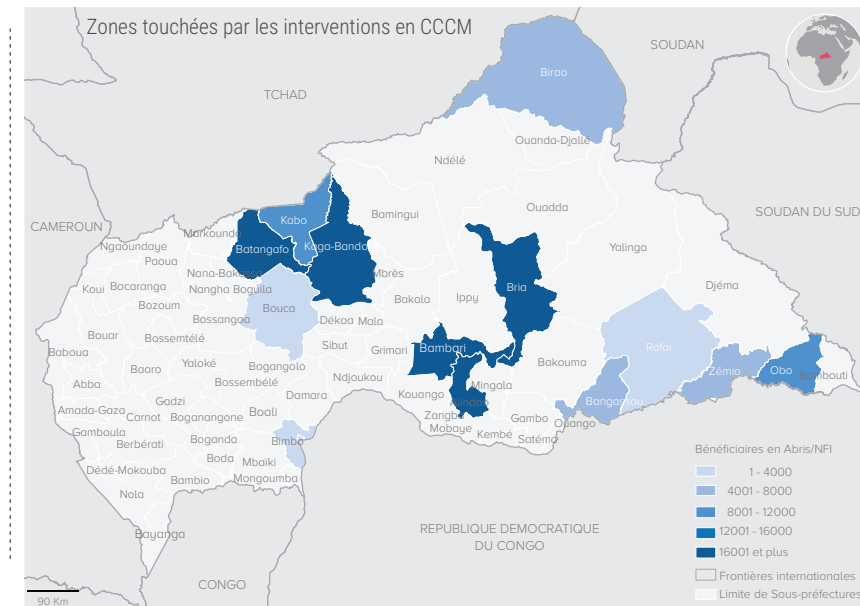 Zones touchées par les interventions en CCCM
SOUDAN
Birao
TCHAD
Ouanda-Djallé
Ndélé
Ouadda
Bamingui
Kabo
SOUDAN DU SUD
CAMEROUN
Markounda
Batangafo
Kaga-Bandaro
Ngaoundaye
Yalinga
Paoua
Nana-Bakassa
Mbrès
Koui
Bocaranga
Nangha Boguila
Bria
Djéma
Bakala
Ippy
Bozoum
Bouca
Bossangoa
Dékoa
Mala
Bouar
Bossemtélé
Sibut
Grimari
Bambari
Rafai
Baboua
Yaloké
Bakouma
Baoro
Bogangolo
Zémio
Obo
Bambouti
Abba
Bossembélé
Ndjoukou
Mingala
Damara
Kouango
Alindao
Bangassou
Gadzi
Amada-Gaza
Carnot
Boganangone
Boali
Zangba
Gambo
Ouango
Mobaye
Kembé
Satéma
Gamboula
Berbérati
Boganda
Bimbo
Boda
Mbaïki
Dédé-Mokouba
Bambio
Mongoumba
Nola
Bayanga
REPUBLIQUE DEMOCRATIQUE
DU CONGO
CONGO
90 Km
Bénéficiaires en Abris/NFI
1 - 4000
4001 - 8000
8001 - 12000
12001 - 16000
16001 et plus
Frontières internationales
Limite de Sous-préfectures